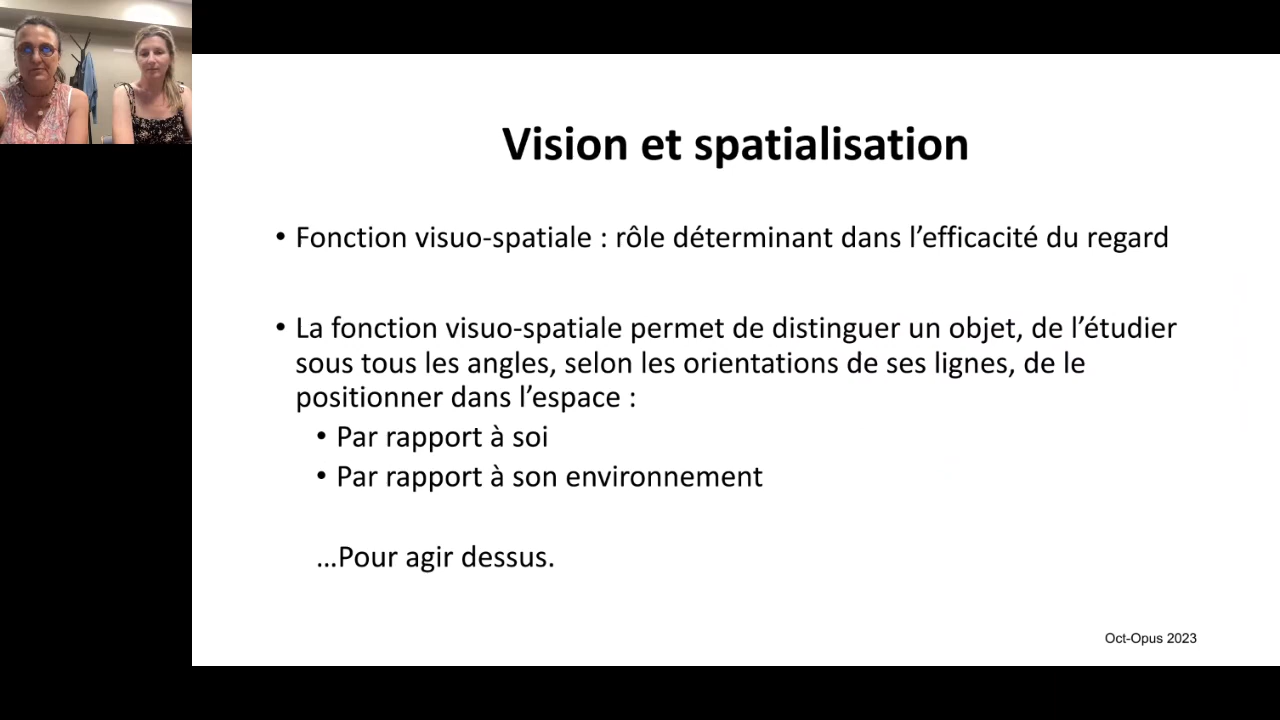 Vision et spatialisation
• Fonction visuo-spatiale : rôle déterminant dans l’efficacité du regard
• La fonction visuo-spatiale permet de distinguer un objet, de l’étudier
sous tous les angles, selon les orientations de ses lignes, de le
positionner dans l’espace :
• Par rapport à soi
• Par rapport à son environnement
…Pour agir dessus.
Oct-Opus 2023